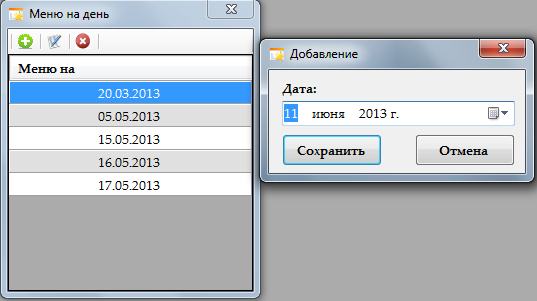 Меню на день
Меню на
20.03.2013
05.05.2013
15.05.2013
16.05.2013
17.05.2013
Добавление
Дата:
11 июня 2013 г.
Сохранить Отмена